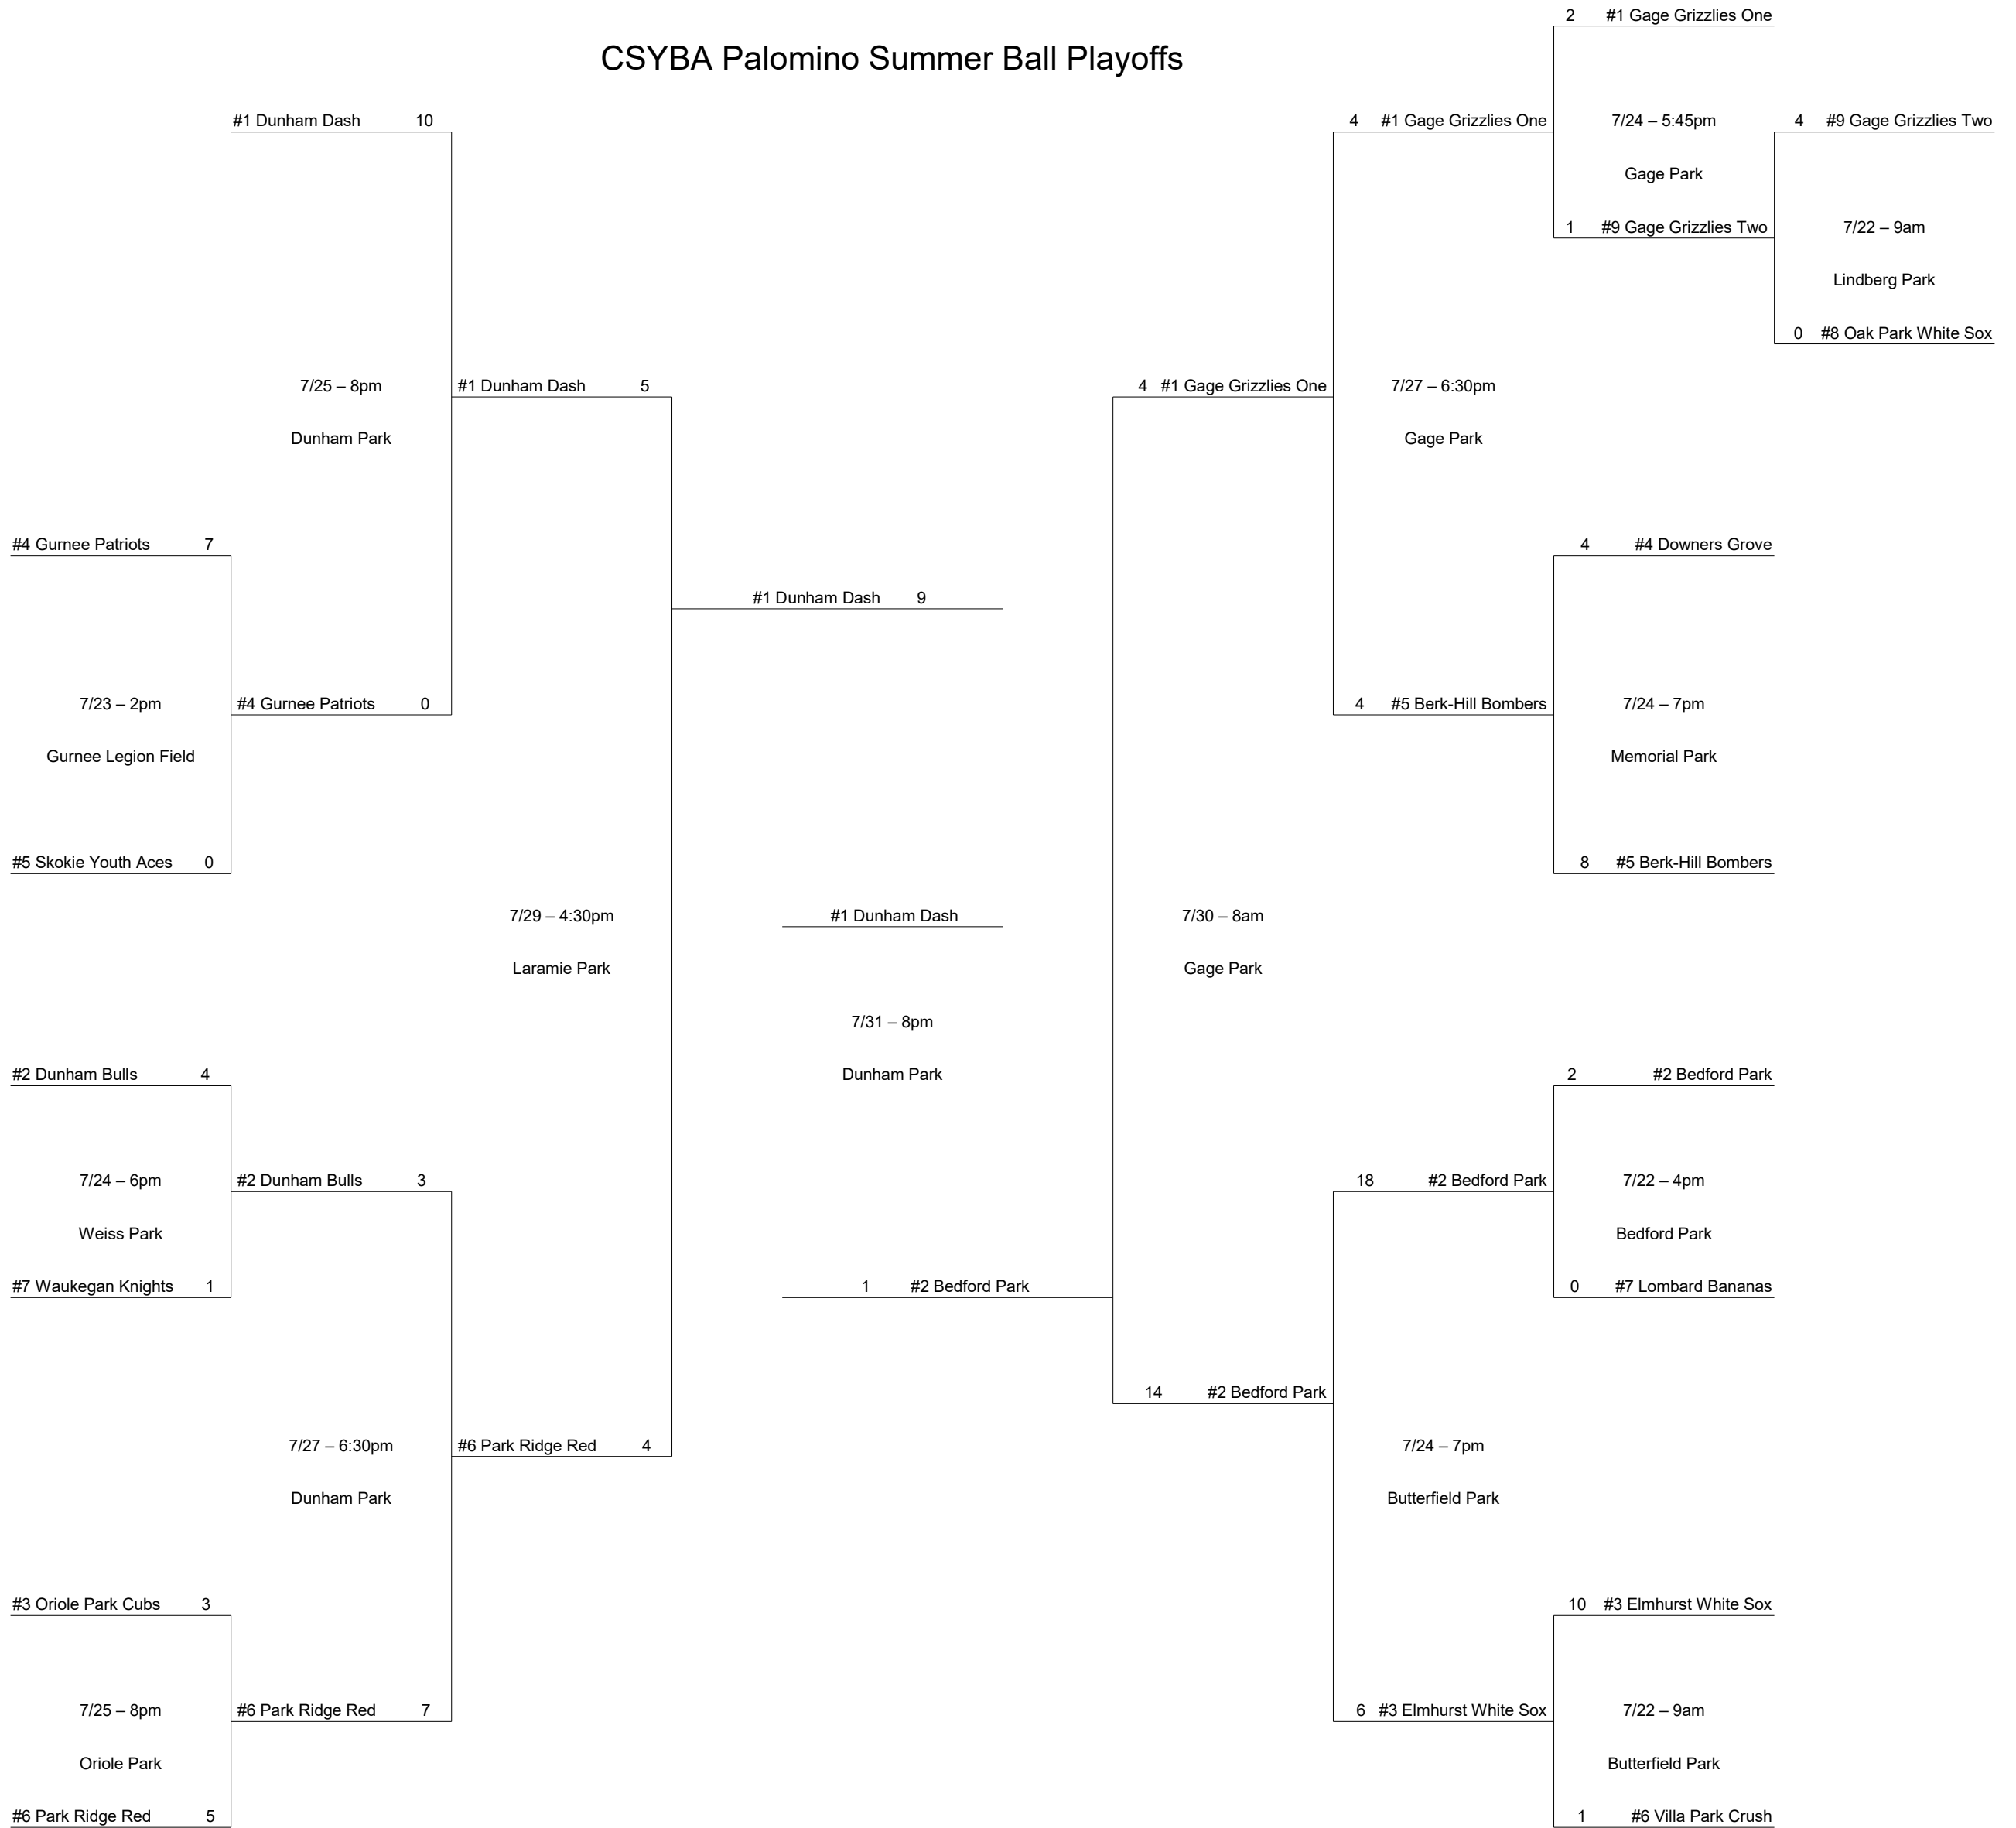 2 #1 Gage Grizzlies One
CSYBA Palomino Summer Ball Playoffs
#1 Dunham Dash 10
4 #1 Gage Grizzlies One
7/24 – 5:45pm
4 #9 Gage Grizzlies Two
Gage Park
1 #9 Gage Grizzlies Two
7/22 – 9am
Lindberg Park
0 #8 Oak Park White Sox
7/25 – 8pm
#1 Dunham Dash 5
4 #1 Gage Grizzlies One
7/27 – 6:30pm
Dunham Park
Gage Park
#4 Gurnee Patriots 7
4 #4 Downers Grove
#1 Dunham Dash 9
7/23 – 2pm
#4 Gurnee Patriots 0
4 #5 Berk-Hill Bombers
7/24 – 7pm
Gurnee Legion Field
Memorial Park
#5 Skokie Youth Aces 0
8 #5 Berk-Hill Bombers
7/29 – 4:30pm
#1 Dunham Dash
7/30 – 8am
Laramie Park
Gage Park
7/31 – 8pm
#2 Dunham Bulls 4
Dunham Park
2 #2 Bedford Park
7/24 – 6pm
#2 Dunham Bulls 3
18 #2 Bedford Park
7/22 – 4pm
Weiss Park
Bedford Park
#7 Waukegan Knights 1
1 #2 Bedford Park
0 #7 Lombard Bananas
14 #2 Bedford Park
7/27 – 6:30pm
#6 Park Ridge Red 4
7/24 – 7pm
Dunham Park
Butterfield Park
#3 Oriole Park Cubs 3
10 #3 Elmhurst White Sox
7/25 – 8pm
#6 Park Ridge Red 7
6 #3 Elmhurst White Sox
7/22 – 9am
Oriole Park
Butterfield Park
#6 Park Ridge Red 5
1 #6 Villa Park Crush